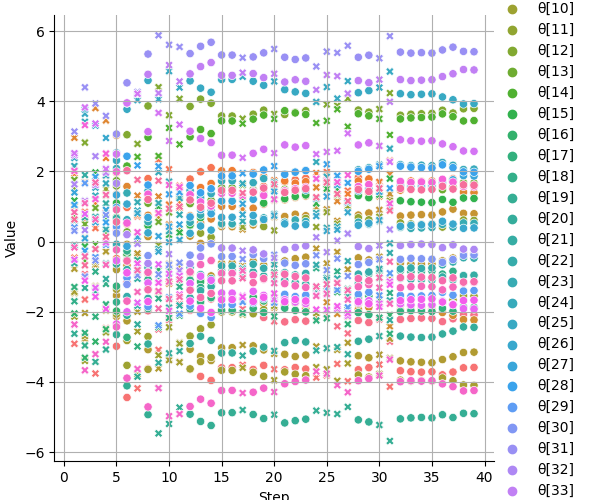 6
4
2
0
−2
−4
−6
Value
0
5
10
15
20
25
30
35
40
Step
θ[10]
θ[11]
θ[12]
θ[13]
θ[14]
θ[15]
θ[16]
θ[17]
θ[18]
θ[19]
θ[20]
θ[21]
θ[22]
θ[23]
θ[24]
θ[25]
θ[26]
θ[27]
θ[28]
θ[29]
θ[30]
θ[31]
θ[32]
θ[33]